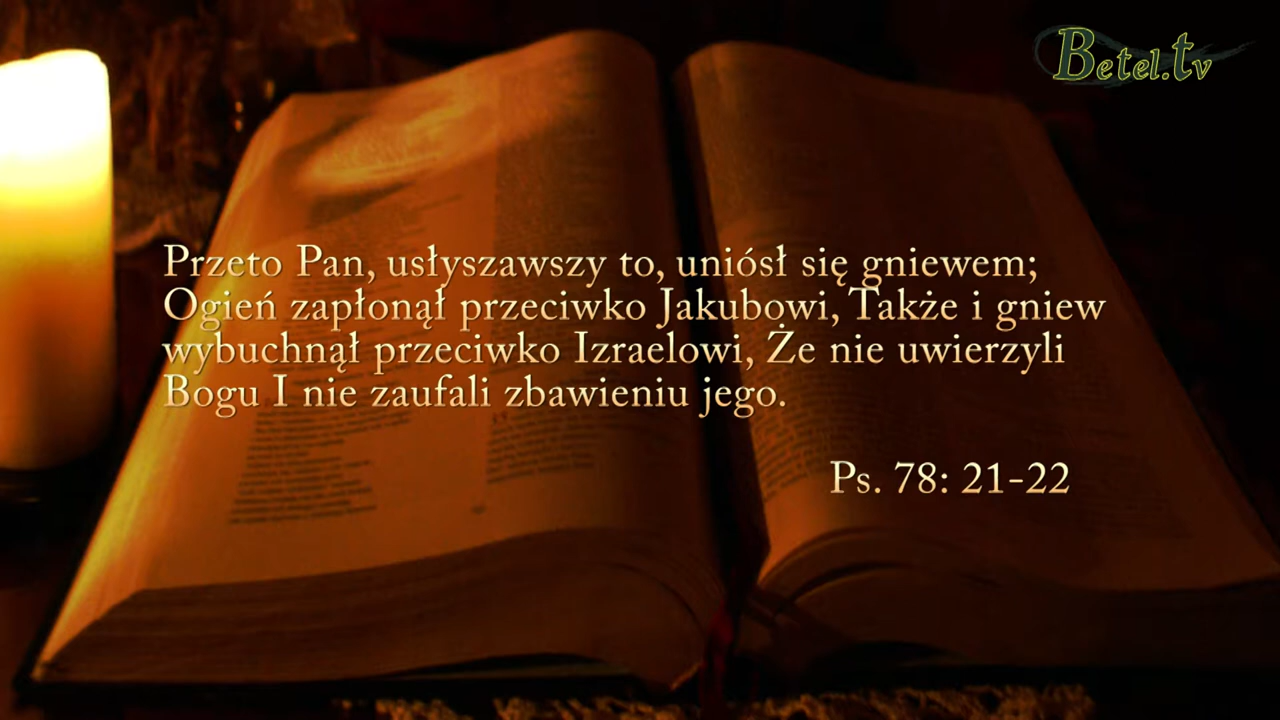 Betel.tv
Przeto Pan, usłyszawszy to, uniósł się gniewem;
Ogień zapłonął przeciwko Jakubowi, Także i gniew
wybuchnął przeciwko Izraelowi, Że nie uwierzyli
Bogu I nie zaufali zbawieniu jego.
Ps. 78: 21-22